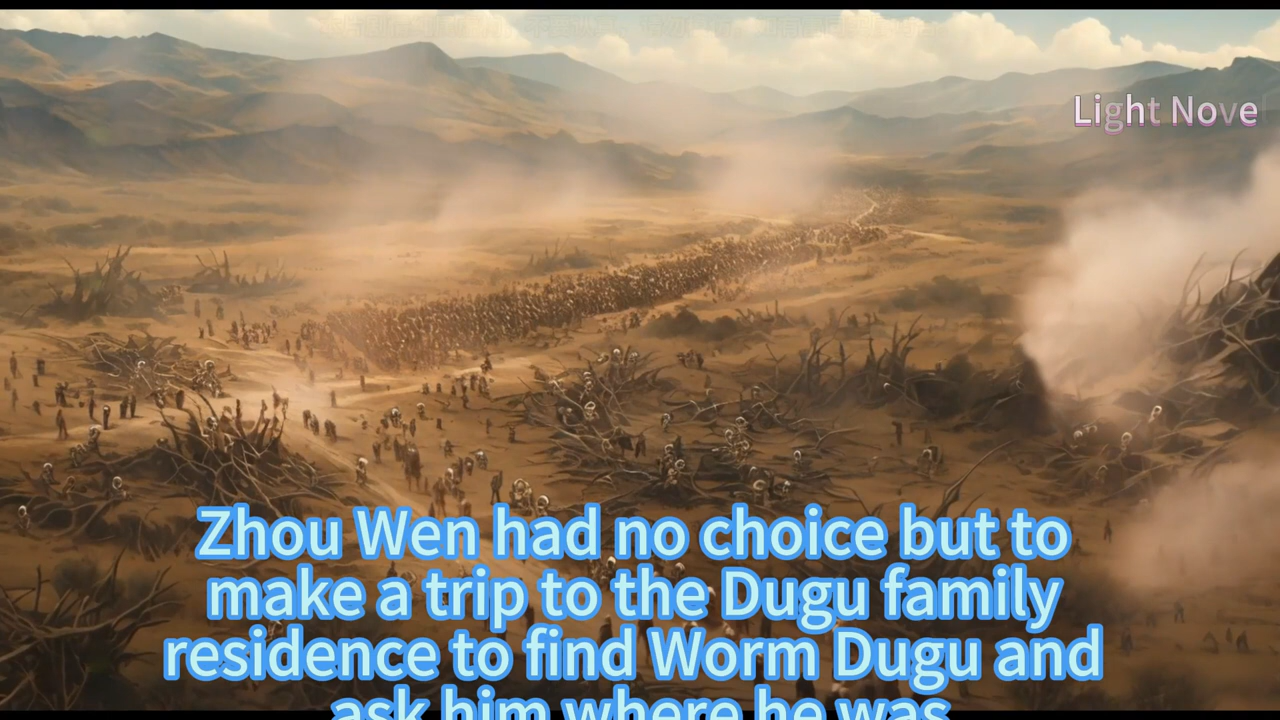 Light Nove
Zhou Wen had no choice but to
make a trip to the Dugu family
residence to find Worm Dugu and
ask him where he was